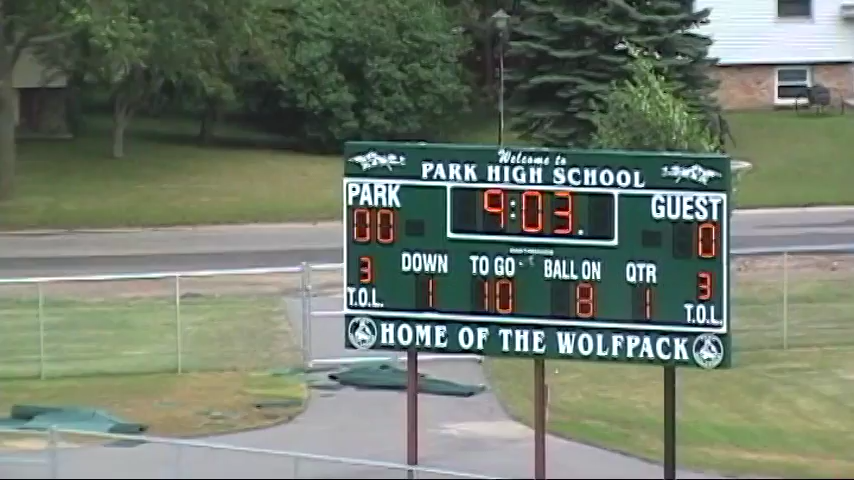 Welcome to
PARK HIGH SCHOOL
PARK 9:03. GUEST
00 0
DOWN TO GO BALL ON QTR
3 1 10 8 1 3
T.O.L. T.O.L.
HOME OF THE WOLFPACK